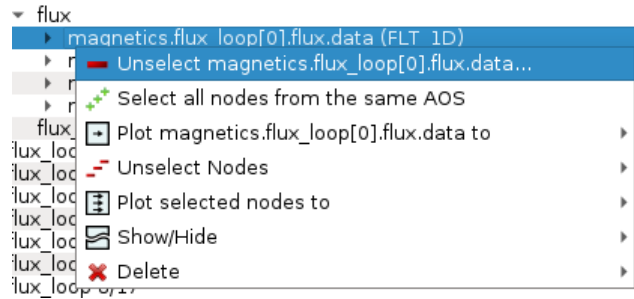 flux
magnetics.flux_loop[0].flux.data (FLT_1D)
Unselect magnetics.flux_loop[0].flux.data...
Select all nodes from the same AOS
Plot magnetics.flux_loop[0].flux.data to
Unselect Nodes
Plot selected nodes to
Show/Hide
Delete